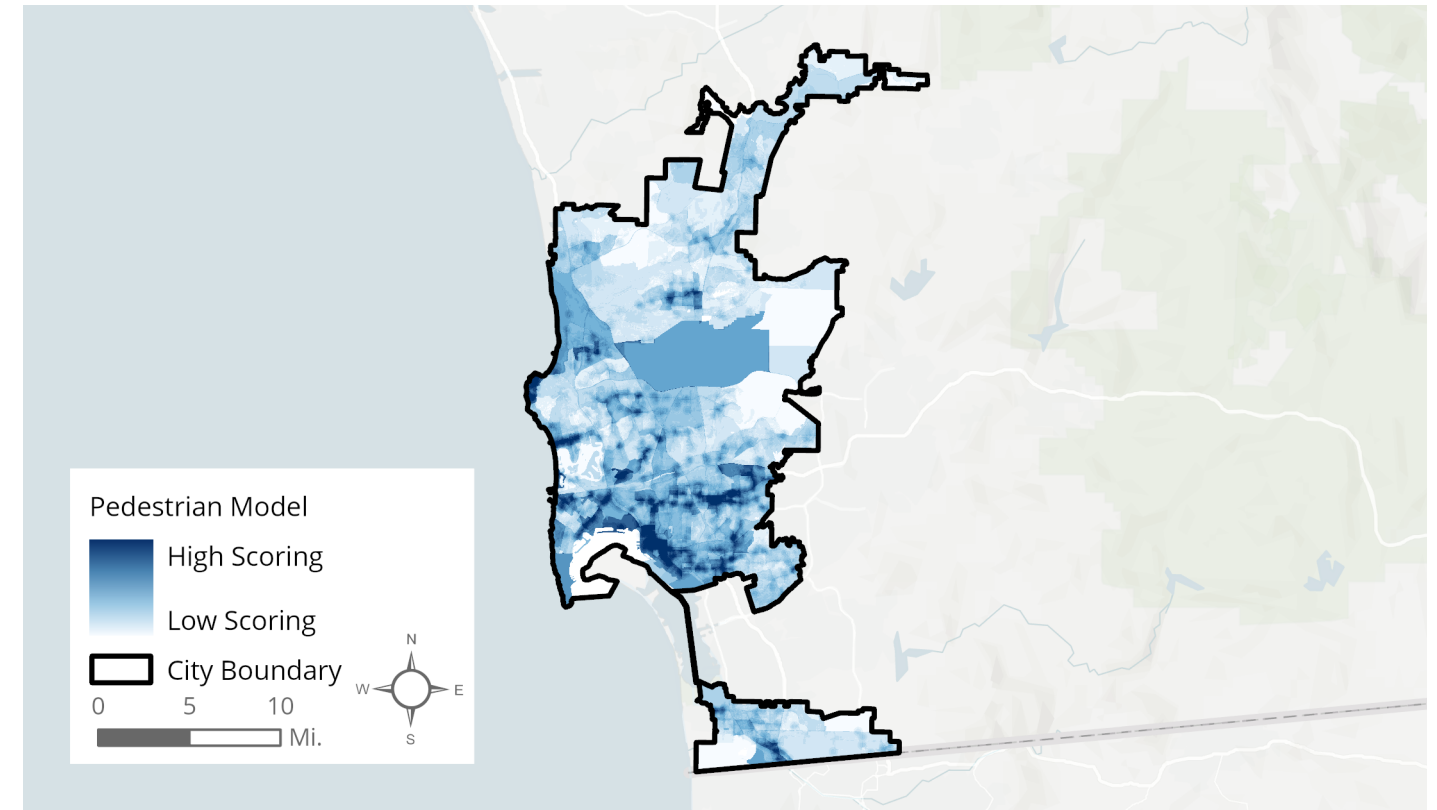 Pedestrian Model
High Scoring
Low Scoring
City Boundary
0 5 10
Mi.
N
W E
S